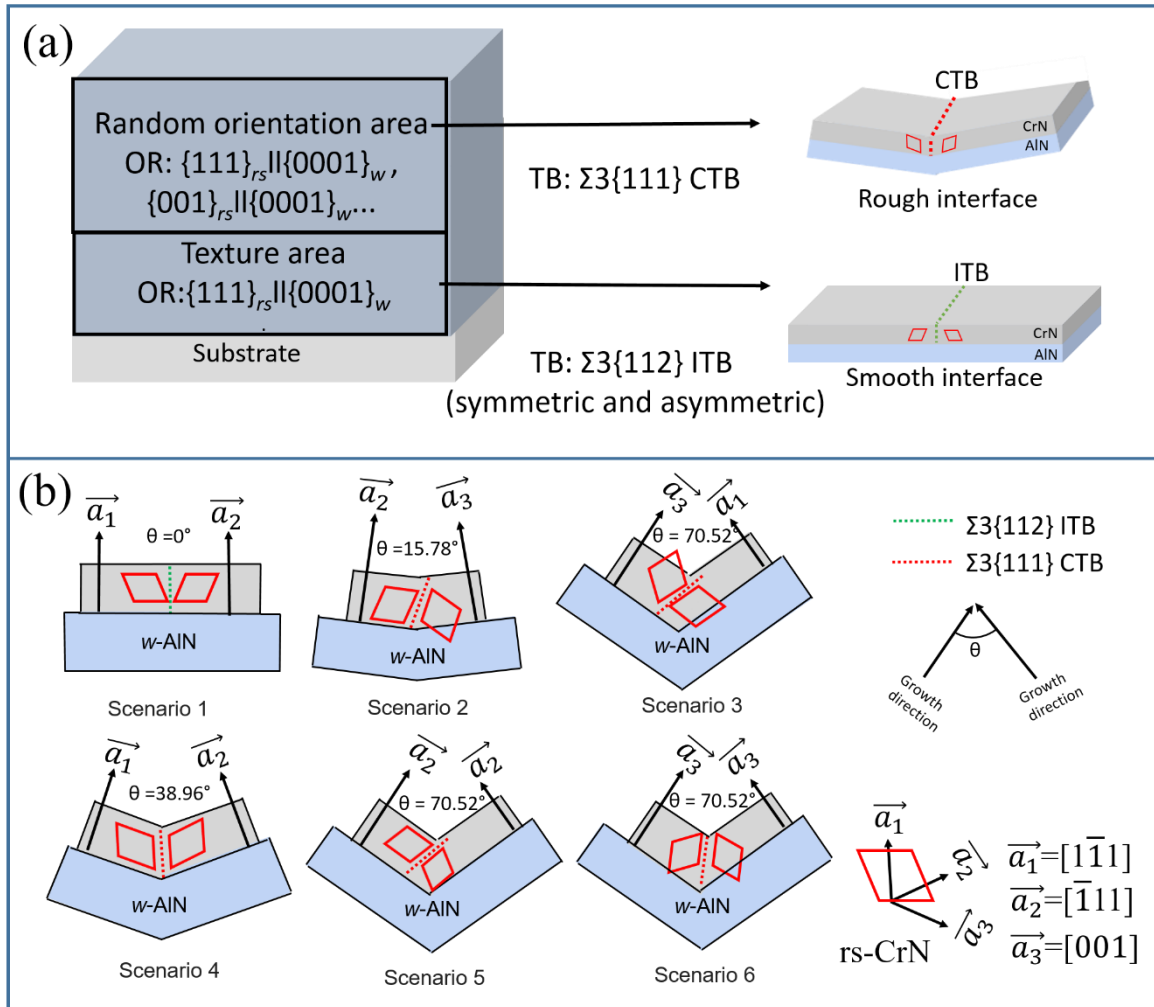 (a)
Random orientation area
OR: {111}rs||{0001}w ,
{001}rs||{0001}w...
Texture area
OR:{111}rs||{0001}w
.
Substrate
TB: Σ3{111} CTB
TB: Σ3{112} ITB
(symmetric and asymmetric)
CTB
CrN
AlN
Rough interface
ITB
CrN
AlN
Smooth interface
(b)
a1 a2
θ =0°
w-AlN
Scenario 1
a2 a3
θ =15.78°
w-AlN
Scenario 2
a3 a1
θ = 70.52°
w-AlN
Scenario 3
Σ3{112} ITB
Σ3{111} CTB
θ
Growth direction
Growth direction
a1 a2
θ =38.96°
w-AlN
Scenario 4
a2 a2
θ = 70.52°
w-AlN
Scenario 5
a3 a3
θ = 70.52°
w-AlN
Scenario 6
a1
a2
a3
rs-CrN
a1=[11̅1]
a2=[1̅11]
a3=[001]